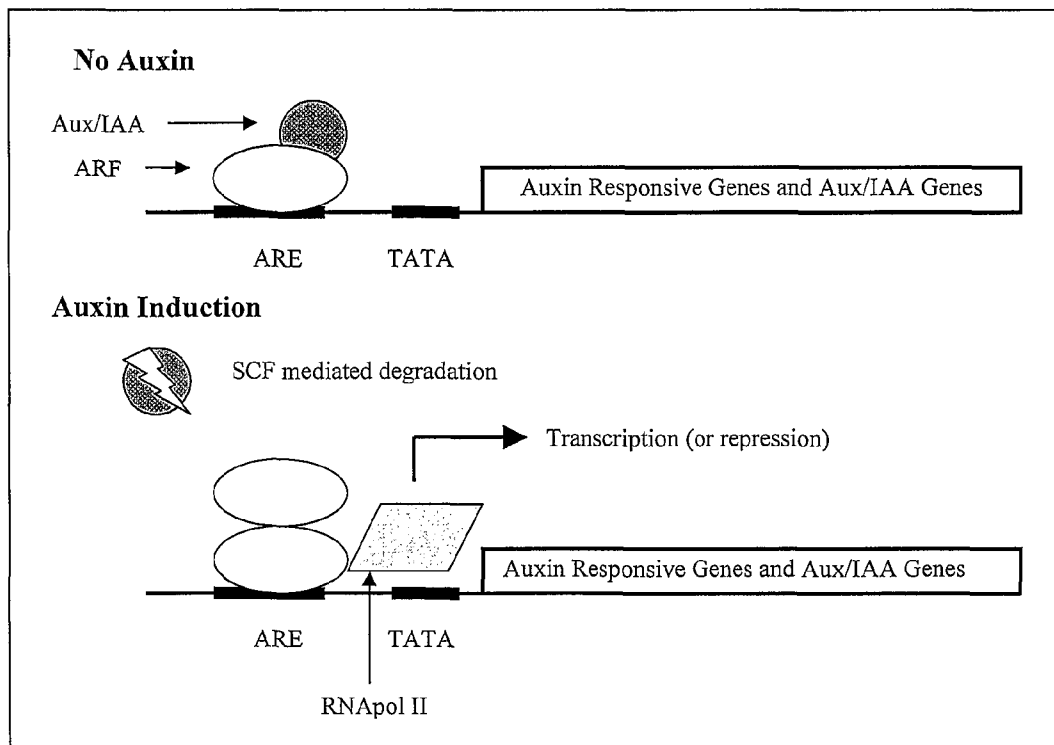 No Auxin
Aux/IAA
ARF
Auxin Responsive Genes and Aux/IAA Genes
ARE
TATA
Auxin Induction
SCF mediated degradation
Transcription (or repression)
Auxin Responsive Genes and Aux/IAA Genes
ARE
TATA
RNApol II